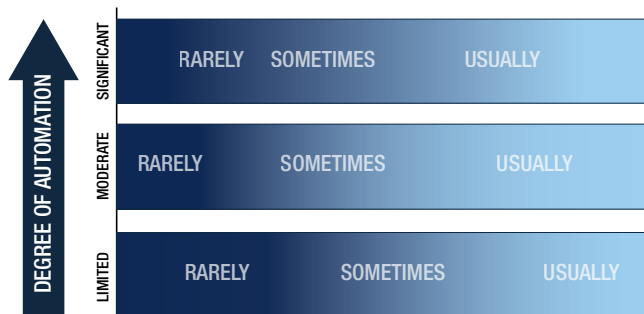 DEGREE OF AUTOMATION
SIGNIFICANT
RARELY SOMETIMES USUALLY
MODERATE
RARELY SOMETIMES USUALLY
LIMITED
RARELY SOMETIMES USUALLY